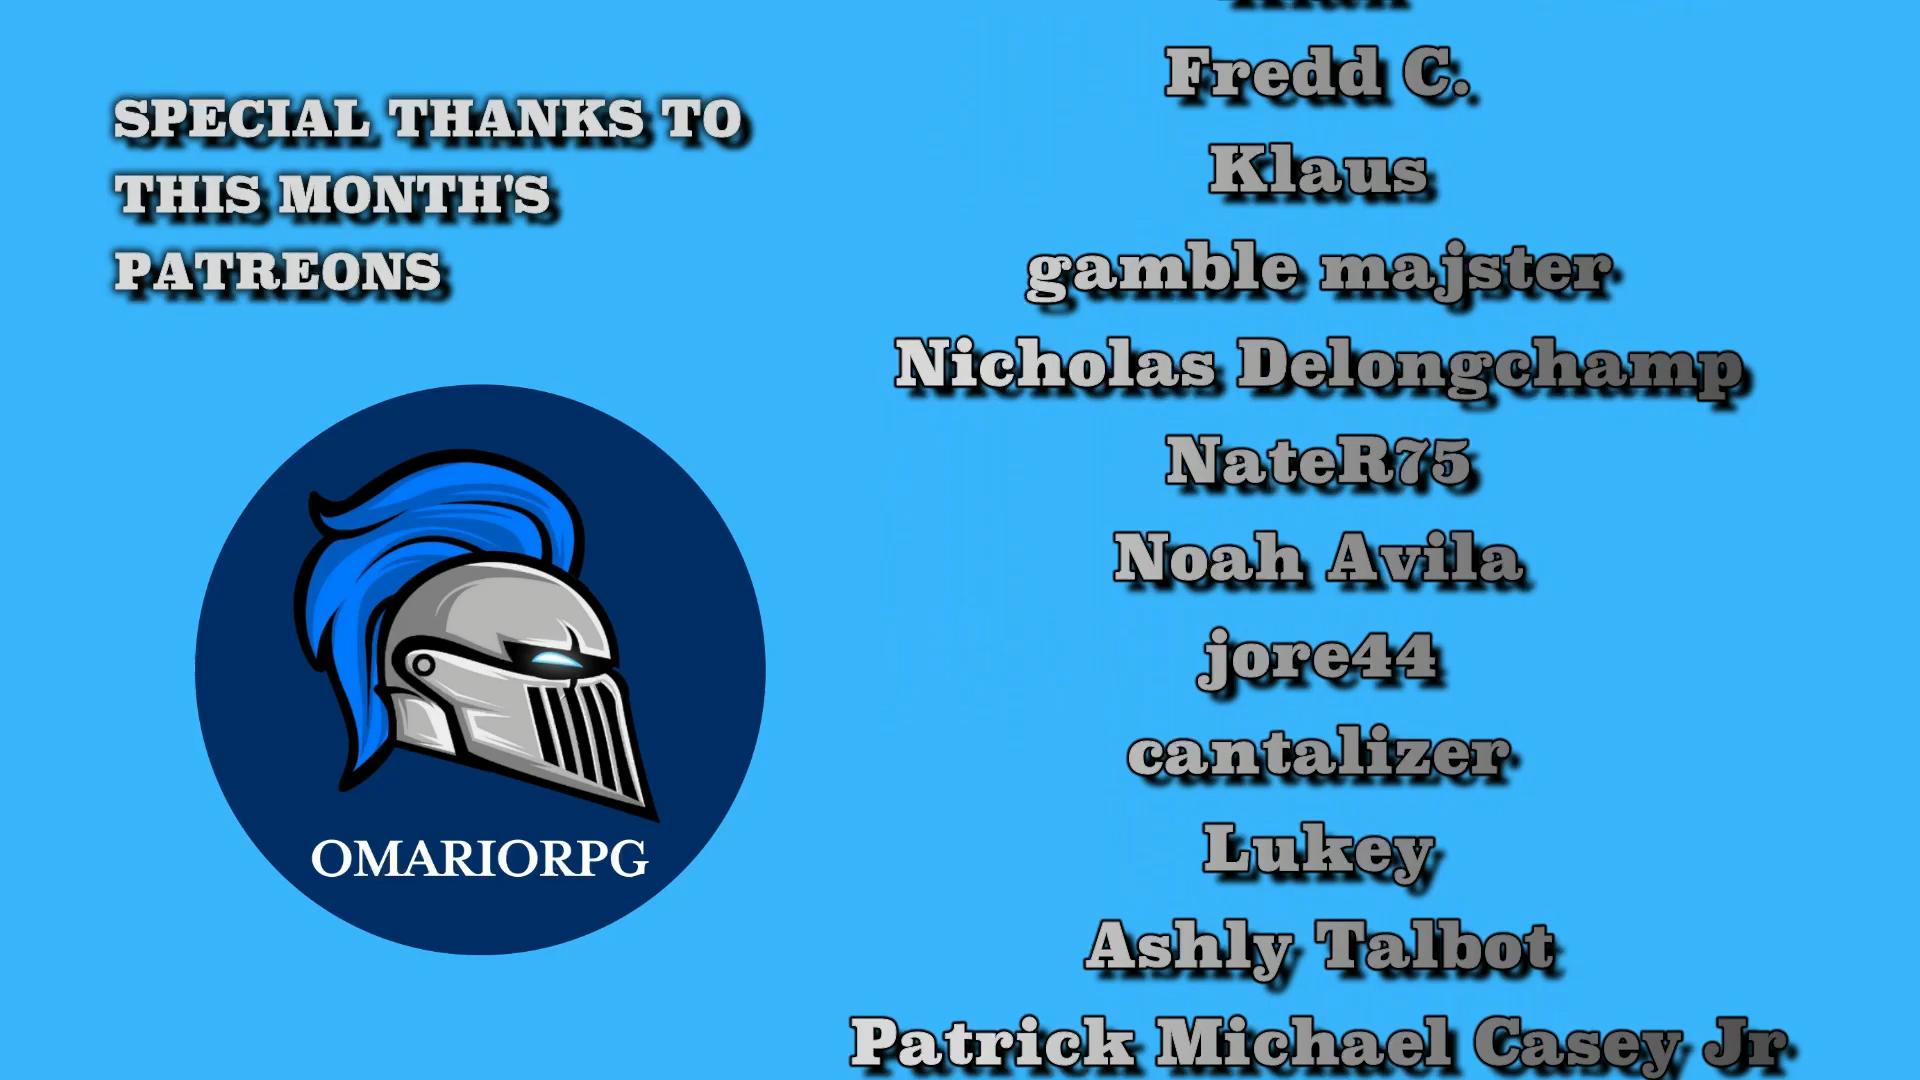 SPECIAL THANKS TO
THIS MONTH'S
PATREONS
OMARIORPG
Fredd C.
Klaus
gamble majster
Nicholas Delongchamp
NateR75
Noah Avila
jore44
cantalizer
Lukey
Ashly Talbot
Patrick Michael Casey Jr